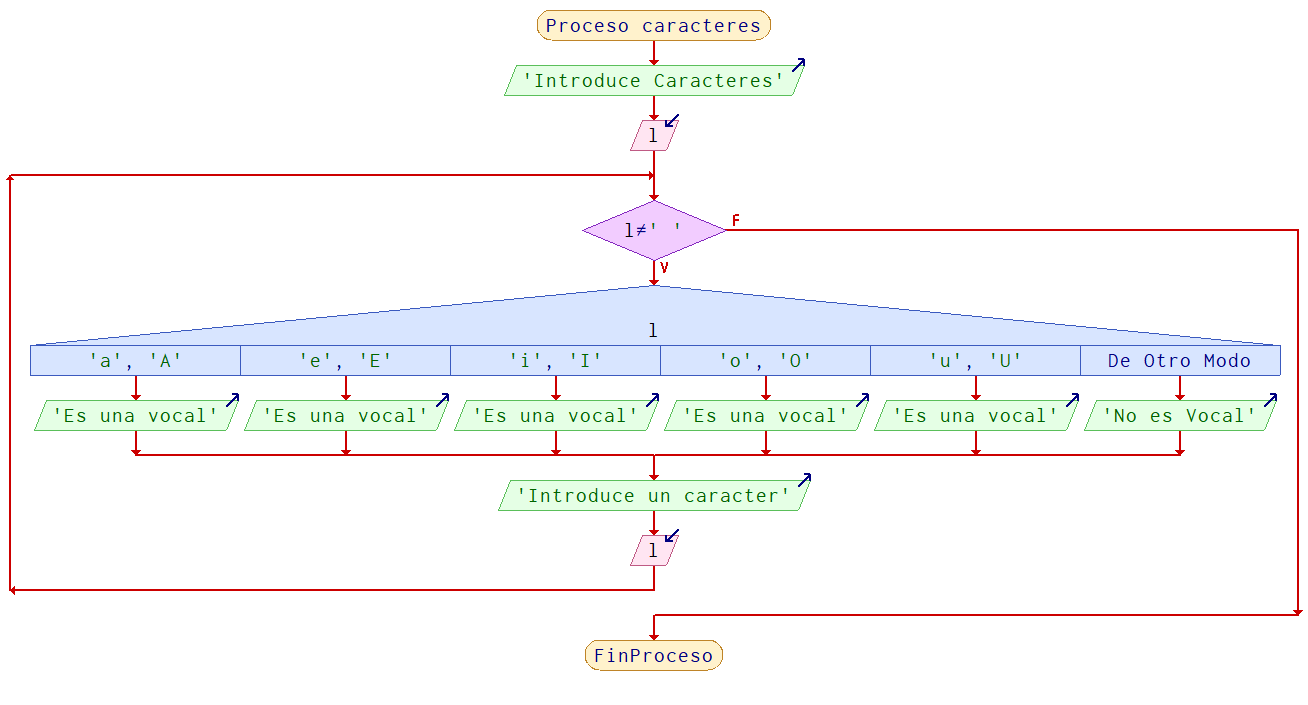 Proceso caracteres
'Introduce Caracteres'
l
l≠' '
F
V
l
'a', 'A' 'e', 'E' 'i', 'I' 'o', 'O' 'u', 'U' De Otro Modo
'Es una vocal' 'Es una vocal' 'Es una vocal' 'Es una vocal' 'Es una vocal' 'No es Vocal'
'Introduce un caracter'
l
FinProceso